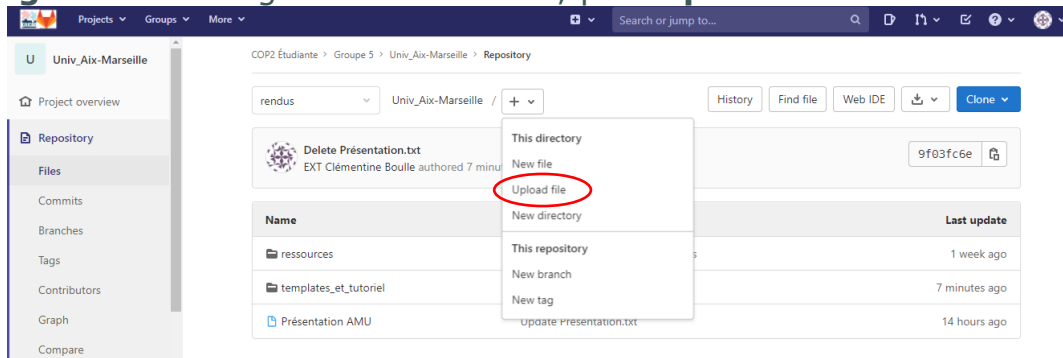 Projects Groups More Search or jump to...
U Univ_Aix-Marseille
COP2 Étudiante > Groupe 5 > Univ_Aix-Marseille > Repository
Project overview
rendus Univ_Aix-Marseille / + History Find file Web IDE Clone
Repository
This directory
Delete Présentation.txt
9f03fc6e
New file
EXT Clémentine Boulle authored 7 minu
Files
Upload file
Commits
New directory
Name Last update
Branches
This repository
ressources s 1 week ago
Tags
New branch
Contributors
templates_et_tutoriel 7 minutes ago
New tag
Graph
Présentation AMU Update Presentation.txt 14 hours ago
Compare